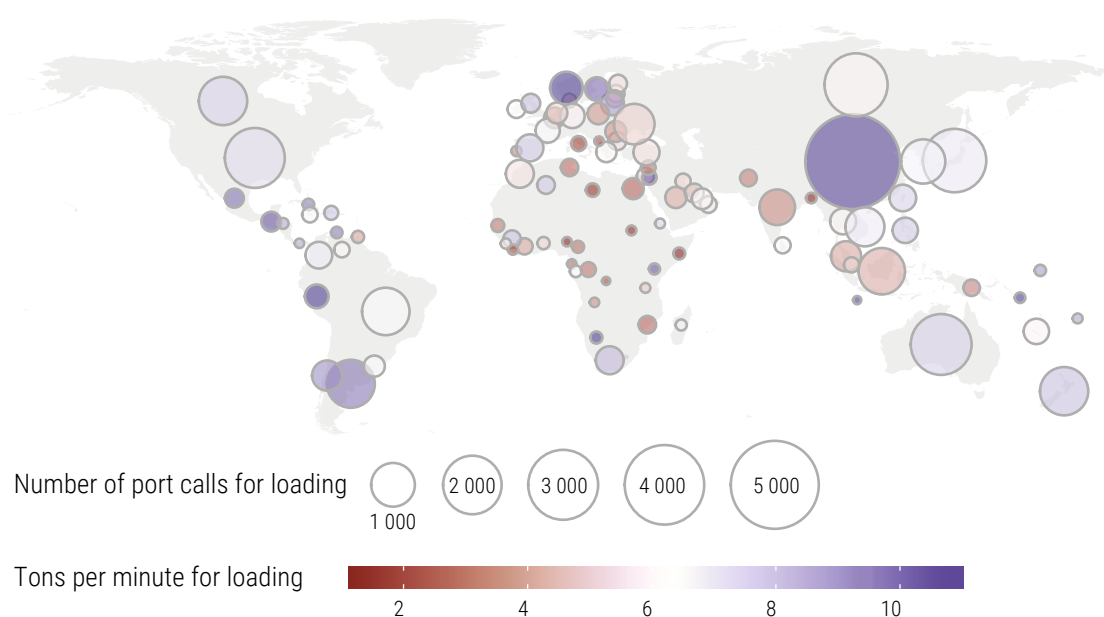 Number of port calls for loading
2 000 3 000 4 000 5 000
1 000
Tons per minute for loading
2 4 6 8 10